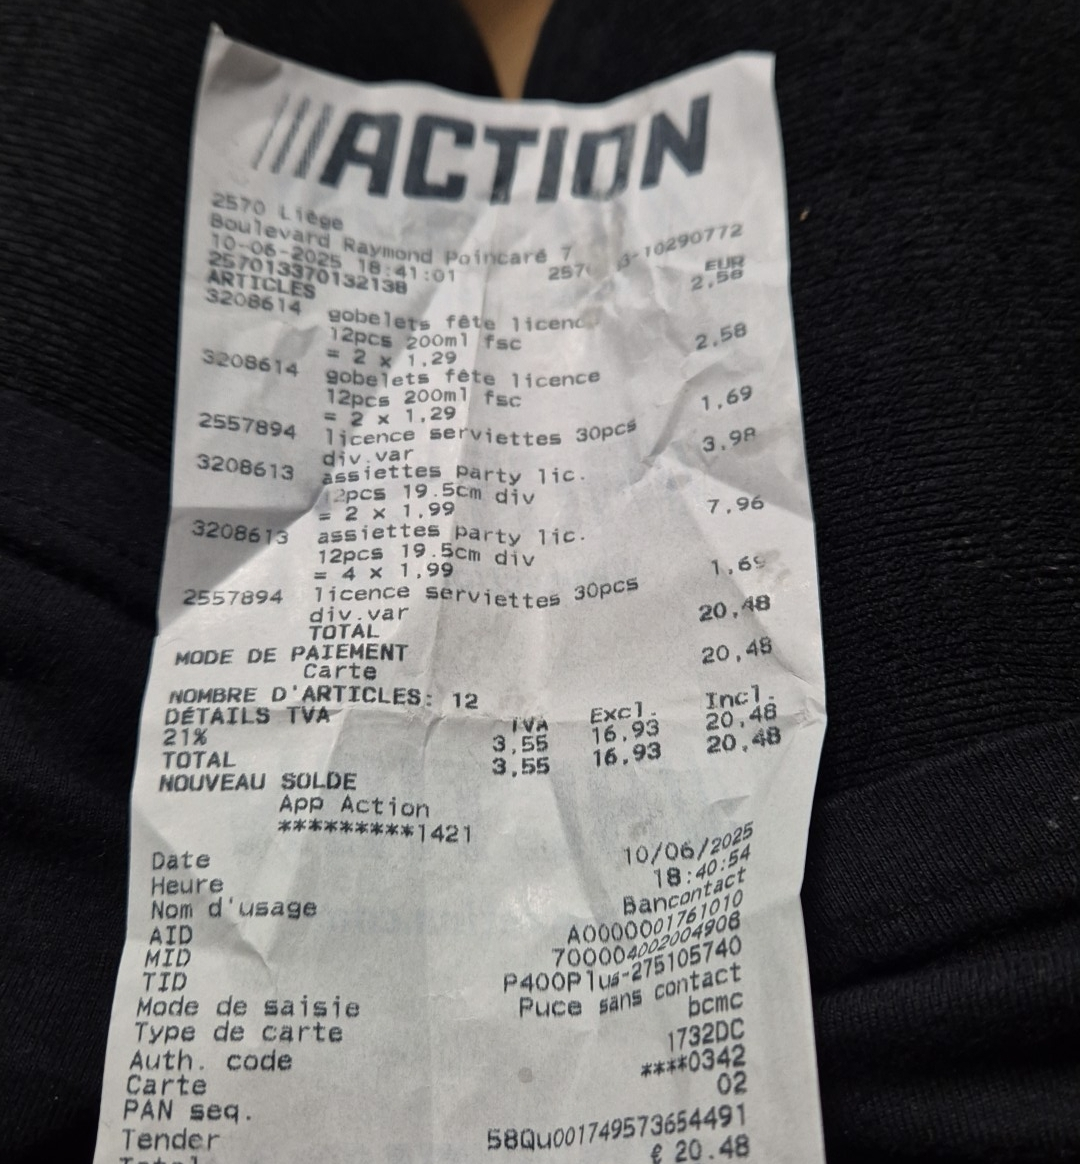 ACTION
2570 Liège
Boulevard Raymond Poincaré 7
10-06-2025 18:41:01 257 3-10290772
257013370132138 EUR
ARTICLES 2,58
3208614 gobelets fête
12pcs 200ml fsc
= 2 x 1,29 2,58
3208614 gobelets fête licence
12pcs 200ml fsc
= 2 x 1,29 1,69
2557894 licence serviettes 30pcs
div.var 3,98
3208613 assiettes party lic.
12pcs 19.5cm div
= 2 x 1,99 7,96
3208613 assiettes party lic.
12pcs 19.5cm div
= 4 x 1,99 1,69
2557894 licence serviettes 30pcs
div.var
TOTAL 20,48
MODE DE PAIEMENT
Carte 20,48
NOMBRE D'ARTICLES: 12
DÉTAILS TVA TVA Excl. Incl.
21% 3,55 16,93 20,48
TOTAL 3,55 16,93 20,48
NOUVEAU SOLDE
App Action
*********1421
Date 10/06/2025
Heure 18:40:54
Nom d'usage Bancontact
AID A0000001761010
MID 700004002004908
TID P400Plus-275105740
Mode de saisie Puce sans contact
Type de carte bcmc
Auth. code 1732DC
Carte ****0342
PAN seq. 02
Tender 58Qu001749573654491
€ 20.48